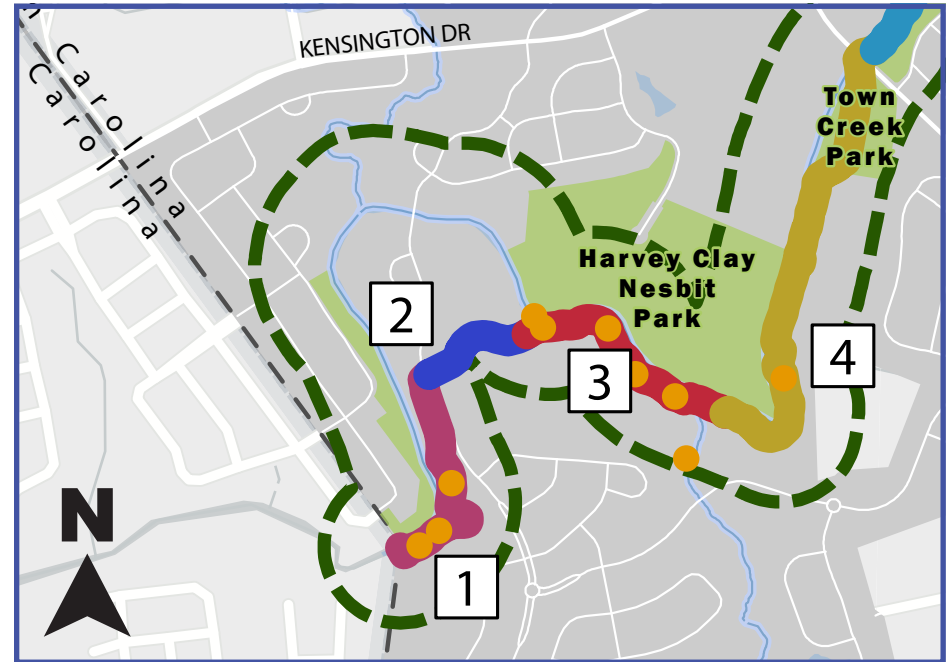 KENSINGTON DR
Carolina
Carolina
Town
Creek
Park
Harvey Clay
Nesbit
Park
2
3
4
1
N